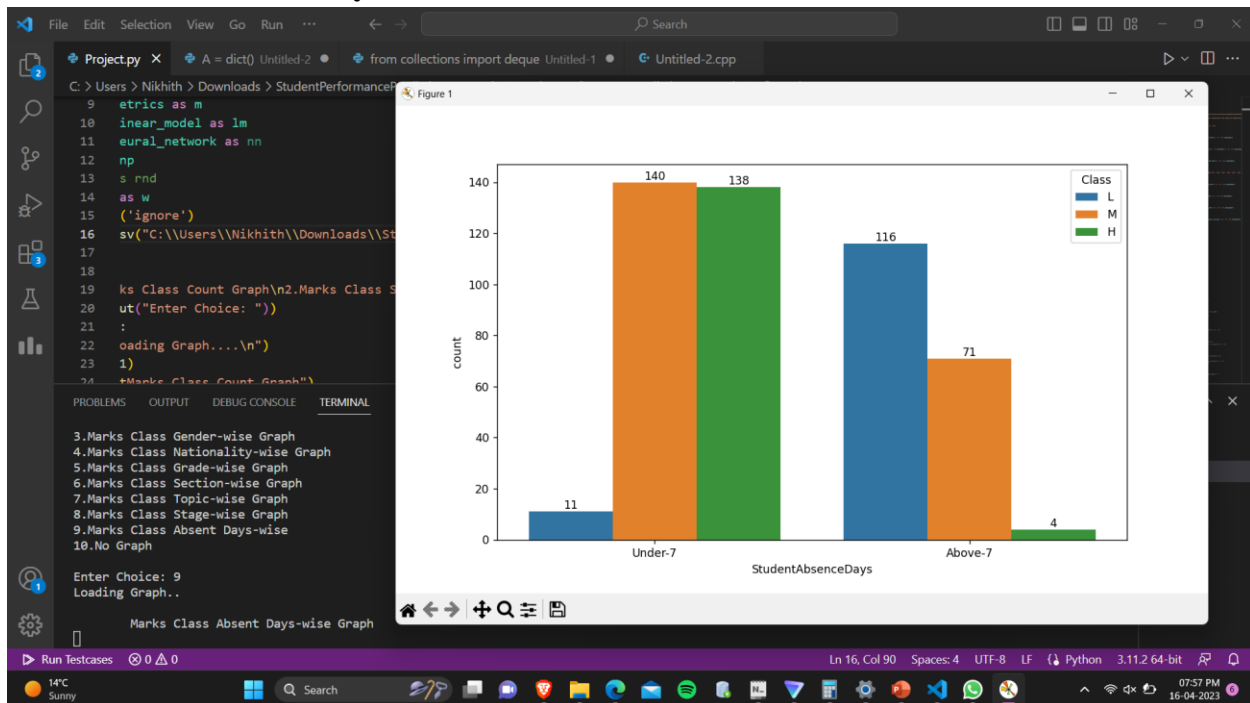 File Edit Selection View Go Run ··· Search
Project.py A = dict() Untitled-2 from collections import deque Untitled-1 Untitled-2.cpp
C: > Users > Nikhith > Downloads >
9 etrics as m
10 inear_model as lm
11 eural_network as nn
12 np
13 s rnd
14 as w
15 ('ignore')
16 sv("C:\\Users\\Nikhith\\Downloads\\St
17
18
19 ks Class Count Graph\n2.Marks Class S
20 ut("Enter Choice: "))
21 :
22 oading Graph....\n")
23 1)
24 tMarks Class Count Graph")
PROBLEMS OUTPUT DEBUG CONSOLE TERMINAL
3.Marks Class Gender-wise Graph
4.Marks Class Nationality-wise Graph
5.Marks Class Grade-wise Graph
6.Marks Class Section-wise Graph
7.Marks Class Topic-wise Graph
8.Marks Class Stage-wise Graph
9.Marks Class Absent Days-wise
10.No Graph
Enter Choice: 9
Loading Graph..
Marks Class Absent Days-wise Graph
Figure 1
140
120
100
80
60
40
20
0
count
11
140
138
116
71
4
Class
L
M
H
Under-7 Above-7
StudentAbsenceDays
Run Testcases 0 0 Ln 16, Col 90 Spaces: 4 UTF-8 LF Python 3.11.2 64-bit
14°C
Sunny
Search
07:57 PM
16-04-2023
6
2
3
1